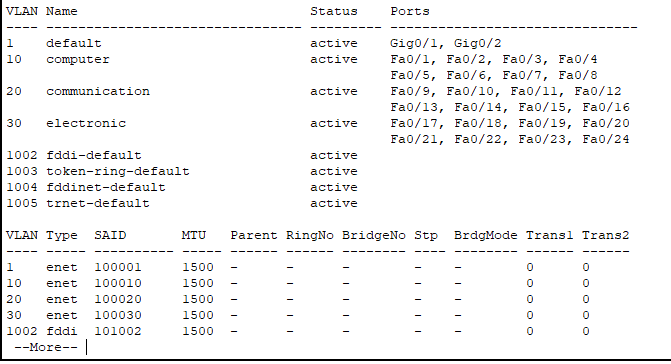 VLAN Name                             Status    Ports
---- -------------------------------- --------- -------------------------------
1    default                          active    Gig0/1, Gig0/2
10   computer                         active    Fa0/1, Fa0/2, Fa0/3, Fa0/4
                                                Fa0/5, Fa0/6, Fa0/7, Fa0/8
20   communication                    active    Fa0/9, Fa0/10, Fa0/11, Fa0/12
                                                Fa0/13, Fa0/14, Fa0/15, Fa0/16
30   electronic                       active    Fa0/17, Fa0/18, Fa0/19, Fa0/20
                                                Fa0/21, Fa0/22, Fa0/23, Fa0/24
1002 fddi-default                     active
1003 token-ring-default               active
1004 fddinet-default                  active
1005 trnet-default                    active

VLAN Type  SAID       MTU   Parent RingNo BridgeNo Stp  BrdgMode Trans1 Trans2
---- ----- ---------- ----- ------ ------ -------- ---- -------- ------ ------
1    enet  100001     1500  -      -      -        -    -        0      0
10   enet  100010     1500  -      -      -        -    -        0      0
20   enet  100020     1500  -      -      -        -    -        0      0
30   enet  100030     1500  -      -      -        -    -        0      0
1002 fddi  101002     1500  -      -      -        -    -        0      0
 --More--